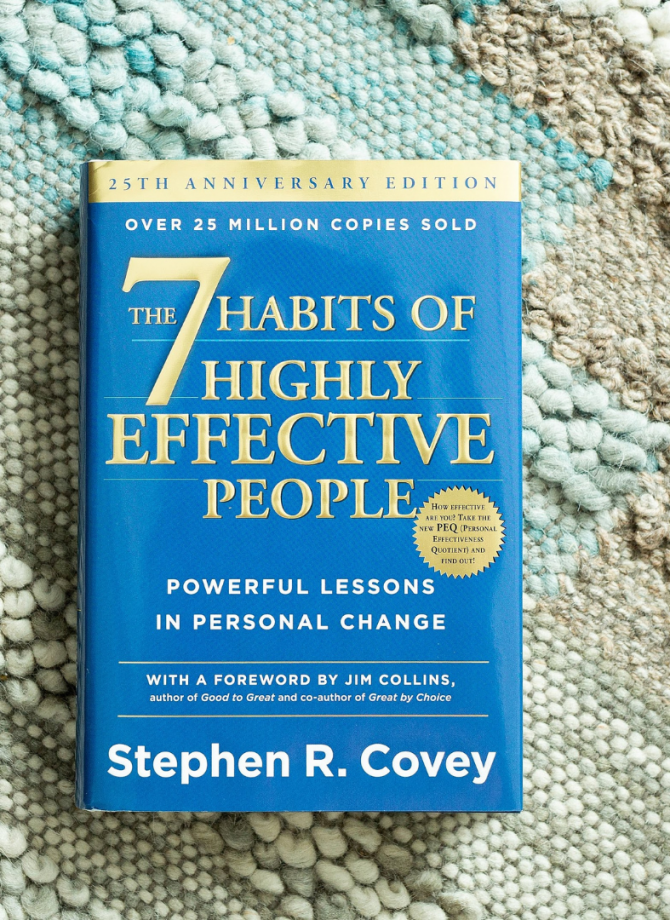 25TH ANNIVERSARY EDITION
OVER 25 MILLION COPIES SOLD
THE 7 HABITS OF
HIGHLY
EFFECTIVE
PEOPLE
HOW EFFECTIVE
ARE YOU? TAKE THE
NEW PEQ (PERSONAL
EFFECTIVENESS
QUOTIENT) AND
FIND OUT!
POWERFUL LESSONS
IN PERSONAL CHANGE
WITH A FOREWORD BY JIM COLLINS,
author of Good to Great and co-author of Great by Choice
Stephen R. Covey